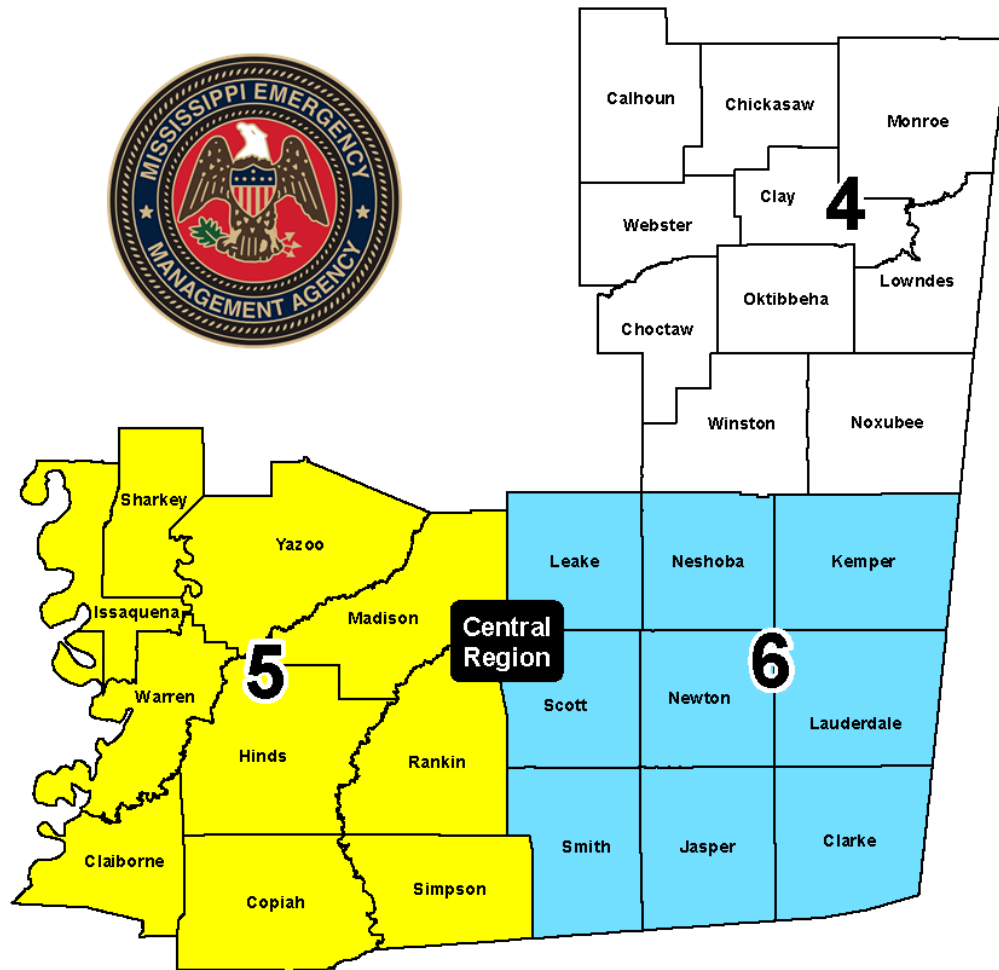 MISSISSIPPI EMERGENCY
MANAGEMENT AGENCY
Calhoun
Chickasaw
Monroe
Clay
4
Webster
Lowndes
Oktibbeha
Choctaw
Winston
Noxubee
Sharkey
Yazoo
Leake
Neshoba
Kemper
Issaquena
Madison
Central
Region
5
6
Warren
Scott
Newton
Lauderdale
Hinds
Rankin
Claiborne
Smith
Jasper
Clarke
Copiah
Simpson